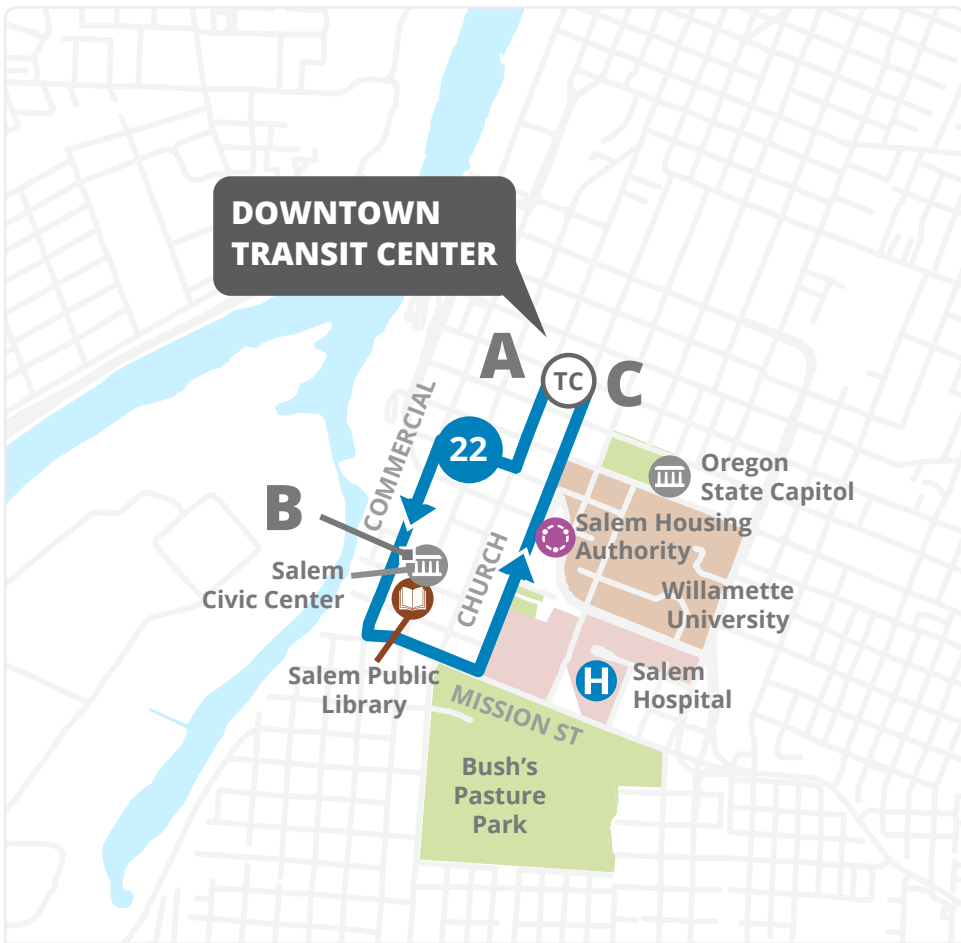 DOWNTOWN
TRANSIT CENTER
A
TC
C
COMMERCIAL
22
Oregon
State Capitol
B
Salem Housing
Authority
CHURCH
Salem
Civic Center
Willamette
University
Salem Public
Library
H
Salem
Hospital
MISSION ST
Bush’s
Pasture
Park